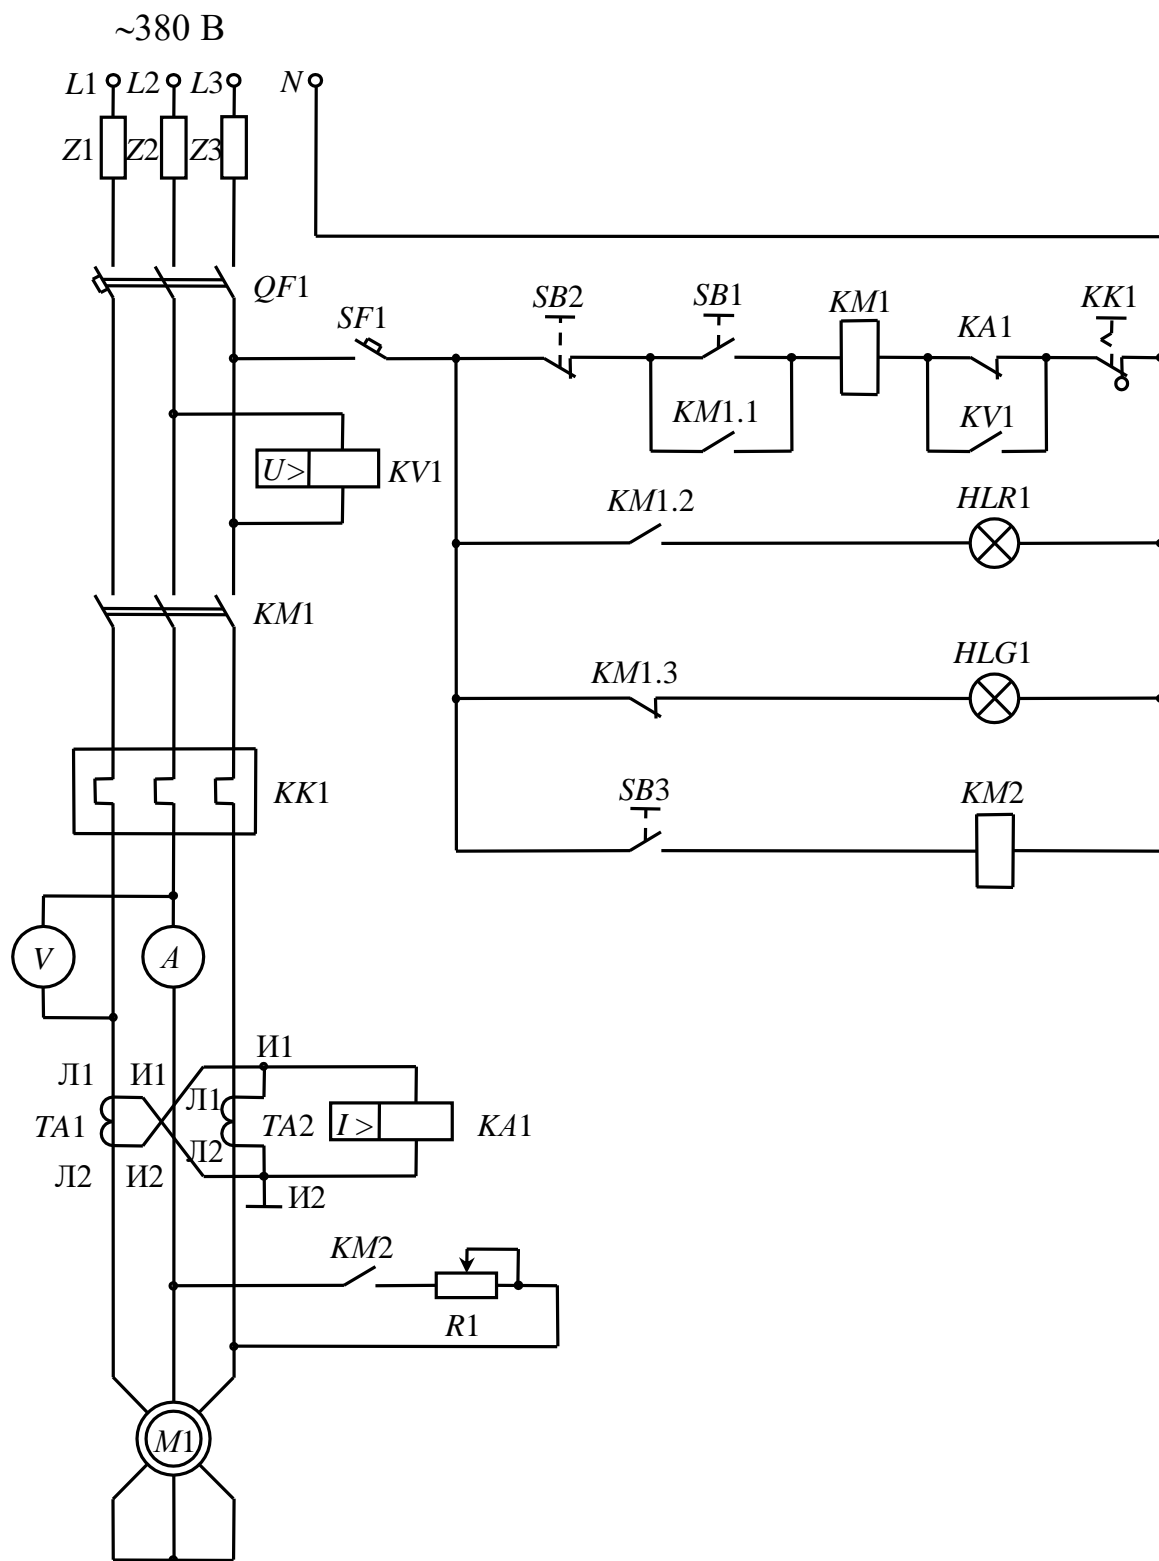 ~380 В
L1 L2 L3 N
Z1 Z2 Z3
QF1
SF1
SB2
SB1
KM1
KA1
KK1
KM1.1
KV1
U>
KV1
KM1.2
HLR1
KM1
KM1.3
HLG1
KK1
SB3
KM2
V
A
И1
Л1
И1
Л1
TA1
TA2
I >
KA1
Л2
Л2
И2
И2
KM2
R1
M1